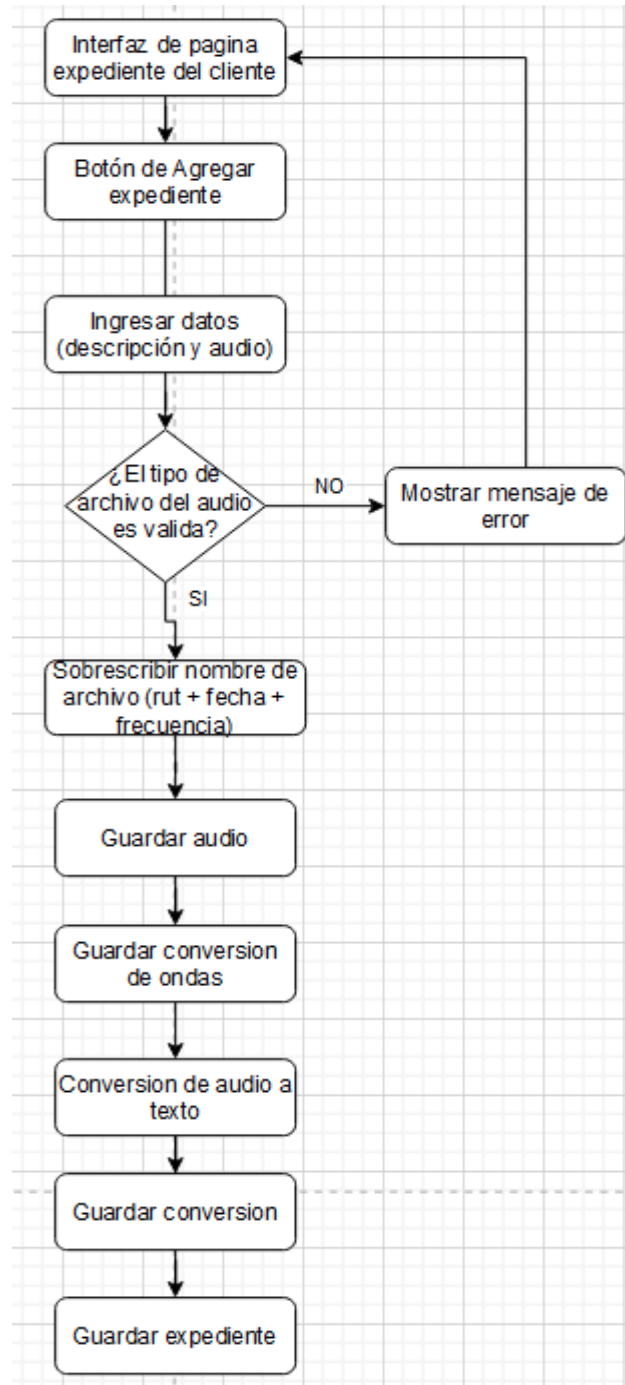 Interfaz de pagina
expediente del cliente
Botón de Agregar
expediente
Ingresar datos
(descripción y audio)
¿El tipo de
archivo del audio
es valida?
NO
Mostrar mensaje de
error
SI
Sobrescribir nombre de
archivo (rut + fecha +
frecuencia)
Guardar audio
Guardar conversion
de ondas
Conversion de audio a
texto
Guardar conversion
Guardar expediente